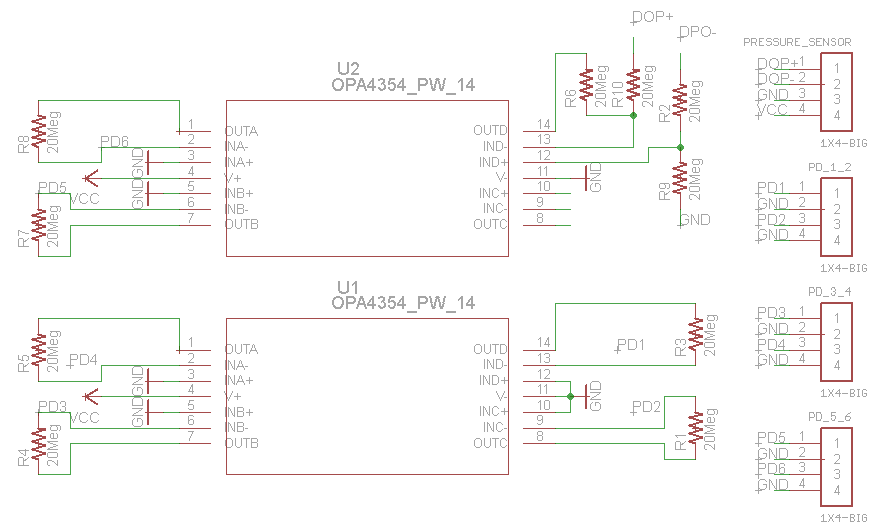 DOP+
DPO-
U2
OPA4354_PW_14
R6
20Meg
R10
20Meg
R2
20Meg
R8
20Meg
PD6
GND
GND
VCC
PD5
R7
20Meg
1 OUTA
2 INA-
3 INA+
4 V+
5 INB+
6 INB-
7 OUTB
OUTD 14
IND- 13
IND+ 12
V- 11
INC+ 10
INC- 9
OUTC 8
GND
R9
20Meg
GND
U1
OPA4354_PW_14
R5
20Meg
PD4
GND
GND
VCC
PD3
R4
20Meg
1 OUTA
2 INA-
3 INA+
4 V+
5 INB+
6 INB-
7 OUTB
OUTD 14
IND- 13
IND+ 12
V- 11
INC+ 10
INC- 9
OUTC 8
PD1
R3
20Meg
GND
PD2
R1
20Meg
PRESSURE_SENSOR
DOP+ 1 1
DOP- 2 2
GND 3 3
VCC 4 4
1X4-BIG
PD_1_2
PD1 1 1
GND 2 2
PD2 3 3
GND 4 4
1X4-BIG
PD_3_4
PD3 1 1
GND 2 2
PD4 3 3
GND 4 4
1X4-BIG
PD_5_6
PD5 1 1
GND 2 2
PD6 3 3
GND 4 4
1X4-BIG